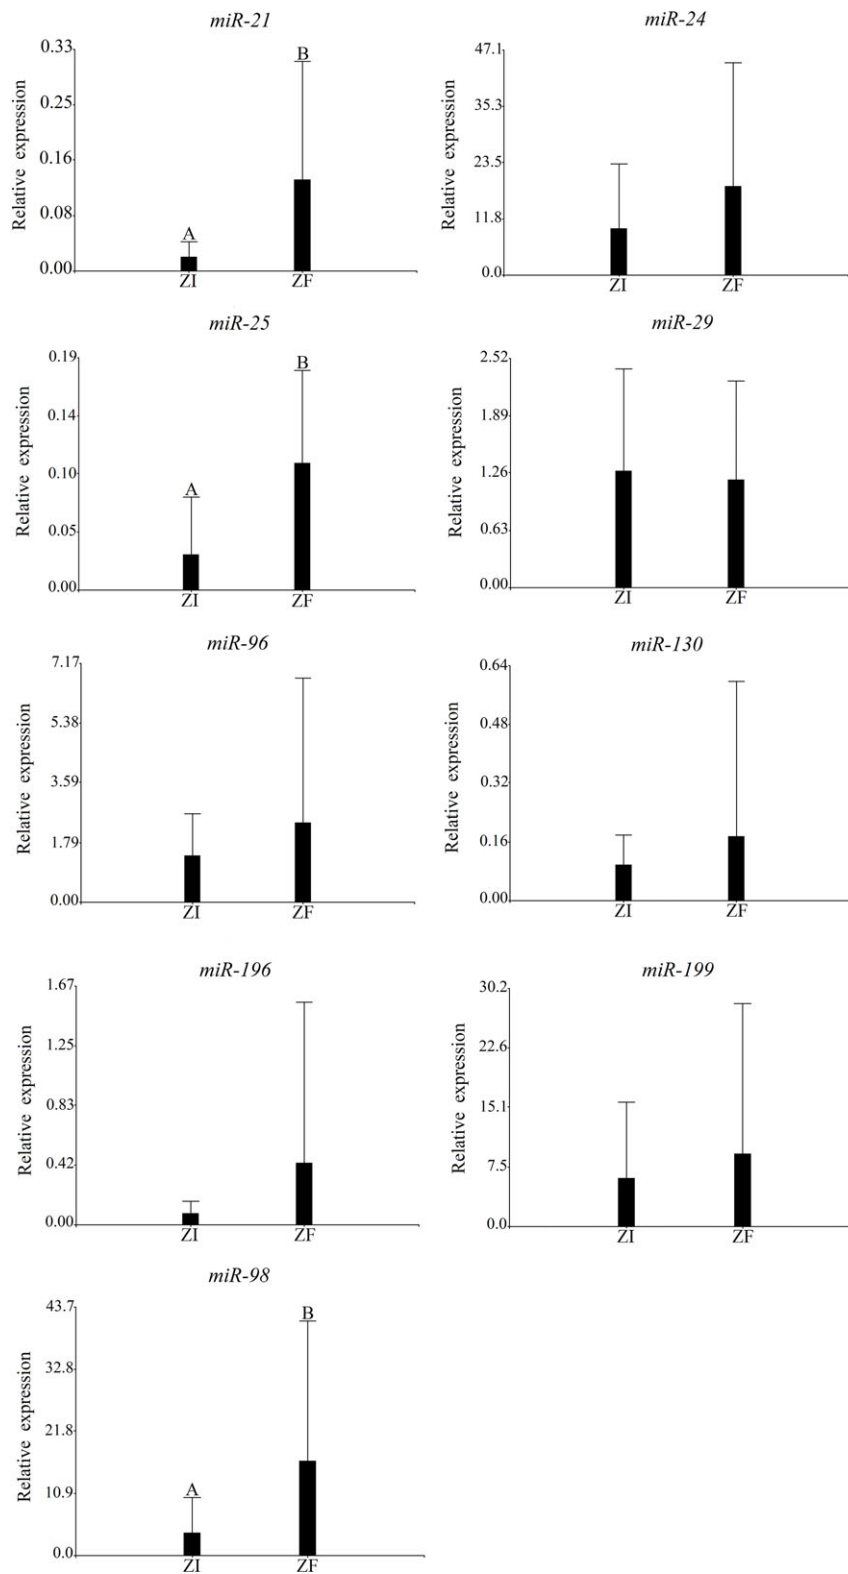 miR-21
Relative expression
0.33
0.25
0.16
0.08
0.00
A
B
ZI
ZF
miR-24
Relative expression
47.1
35.3
23.5
11.8
0.0
ZI
ZF
miR-25
Relative expression
0.19
0.14
0.10
0.05
0.00
A
B
ZI
ZF
miR-29
Relative expression
2.52
1.89
1.26
0.63
0.00
ZI
ZF
miR-96
Relative expression
7.17
5.38
3.59
1.79
0.00
ZI
ZF
miR-130
Relative expression
0.64
0.48
0.32
0.16
0.00
ZI
ZF
miR-196
Relative expression
1.67
1.25
0.83
0.42
0.00
ZI
ZF
miR-199
Relative expression
30.2
22.6
15.1
7.5
0.0
ZI
ZF
miR-98
Relative expression
43.7
32.8
21.8
10.9
0.0
A
B
ZI
ZF